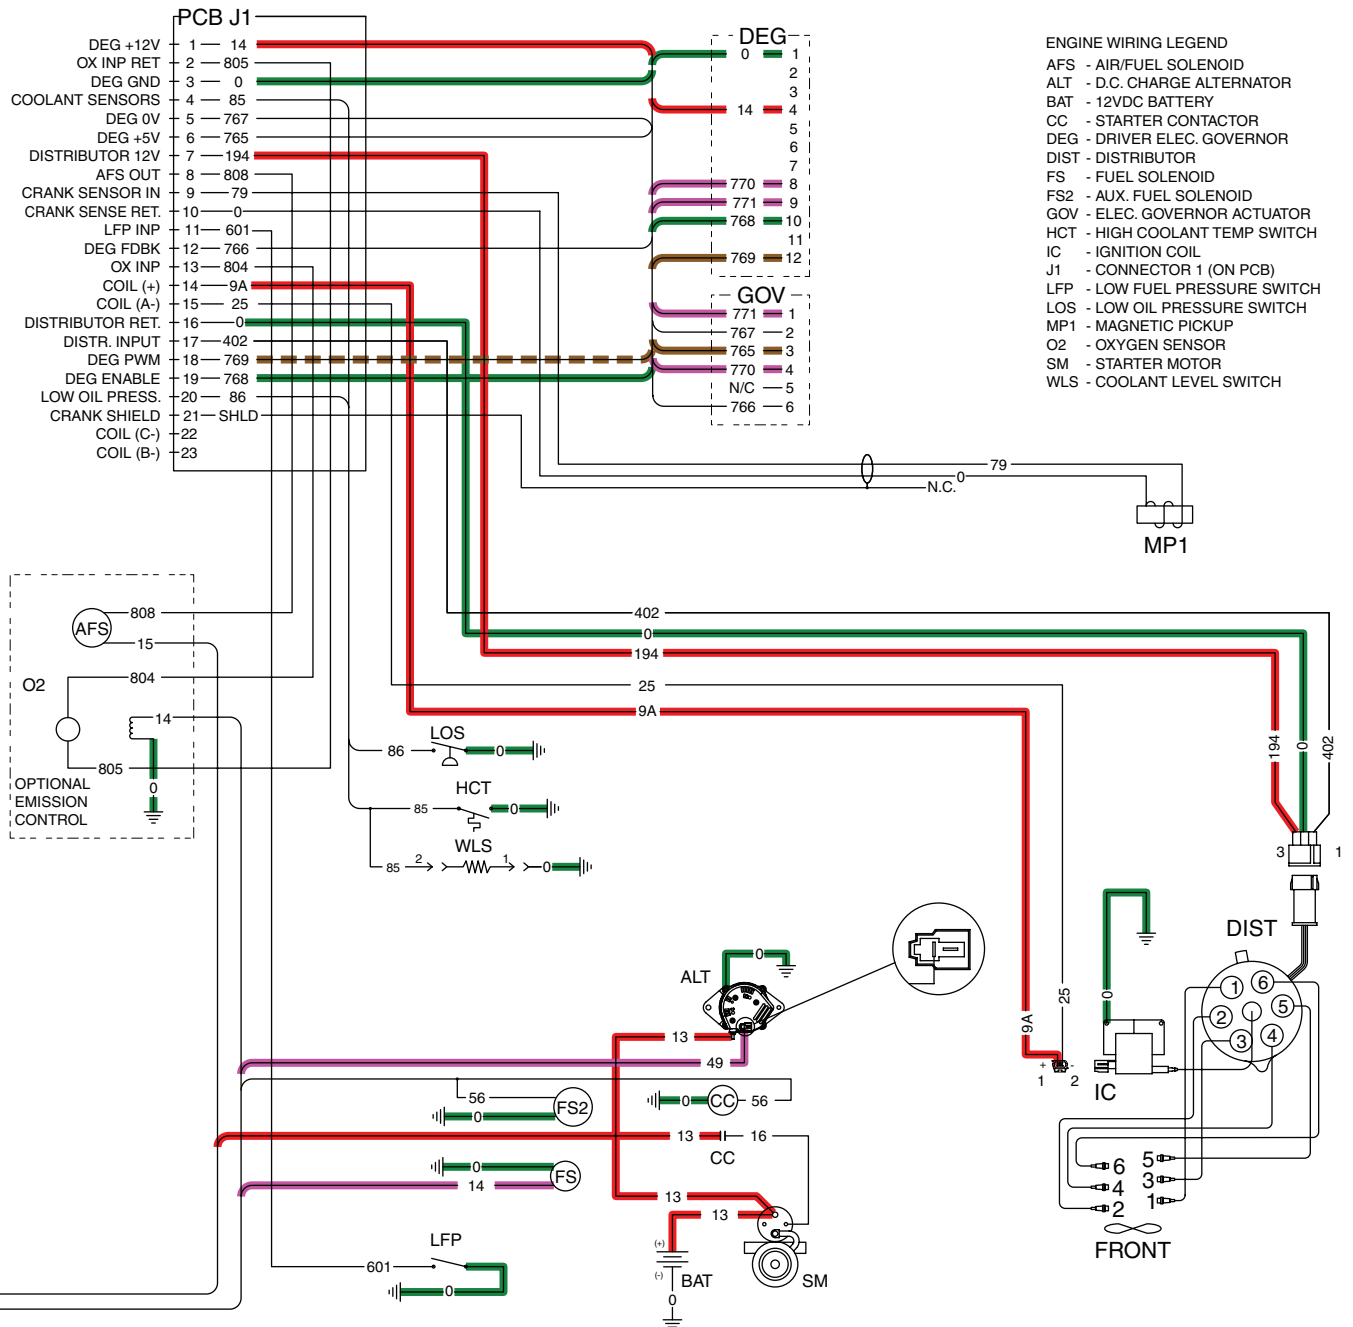 PCB J1
DEG +12V 1 14
OX INP RET 2 805
DEG GND 3 0
COOLANT SENSORS 4 85
DEG 0V 5 767
DEG +5V 6 765
DISTRIBUTOR 12V 7 194
AFS OUT 8 808
CRANK SENSOR IN 9 79
CRANK SENSE RET. 10 0
LFP INP 11 601
DEG FDBK 12 766
OX INP 13 804
COIL (+) 14 9A
COIL (A-) 15 25
DISTRIBUTOR RET. 16 0
DISTR. INPUT 17 402
DEG PWM 18 769
DEG ENABLE 19 768
LOW OIL PRESS. 20 86
CRANK SHIELD 21 SHLD
COIL (C-) 22
COIL (B-) 23
DEG
0 1
2
3
14 4
5
6
7
770 8
771 9
768 10
11
769 12
GOV
771 1
767 2
765 3
770 4
N/C 5
766 6
ENGINE WIRING LEGEND
AFS - AIR/FUEL SOLENOID
ALT - D.C. CHARGE ALTERNATOR
BAT - 12VDC BATTERY
CC - STARTER CONTACTOR
DEG - DRIVER ELEC. GOVERNOR
DIST - DISTRIBUTOR
FS - FUEL SOLENOID
FS2 - AUX. FUEL SOLENOID
GOV - ELEC. GOVERNOR ACTUATOR
HCT - HIGH COOLANT TEMP SWITCH
IC - IGNITION COIL
J1 - CONNECTOR 1 (ON PCB)
LFP - LOW FUEL PRESSURE SWITCH
LOS - LOW OIL PRESSURE SWITCH
MP1 - MAGNETIC PICKUP
O2 - OXYGEN SENSOR
SM - STARTER MOTOR
WLS - COOLANT LEVEL SWITCH
79
0
N.C.
MP1
808
AFS
15
O2
804
14
805
0
OPTIONAL
EMISSION
CONTROL
402
0
194
25
9A
LOS
86 0
HCT
85 0
WLS
85 2 1 0
194 0 402
3 1
DIST
1 6
2 5
3 4
0
ALT
13
49
9A 25
+ -
1 2
IC
56
FS2
0
0 CC 56
13 16
CC
0
FS
14
13
13
LFP
601
0
(+)
(-)
BAT
0
SM
6 5
4 3
2 1
FRONT